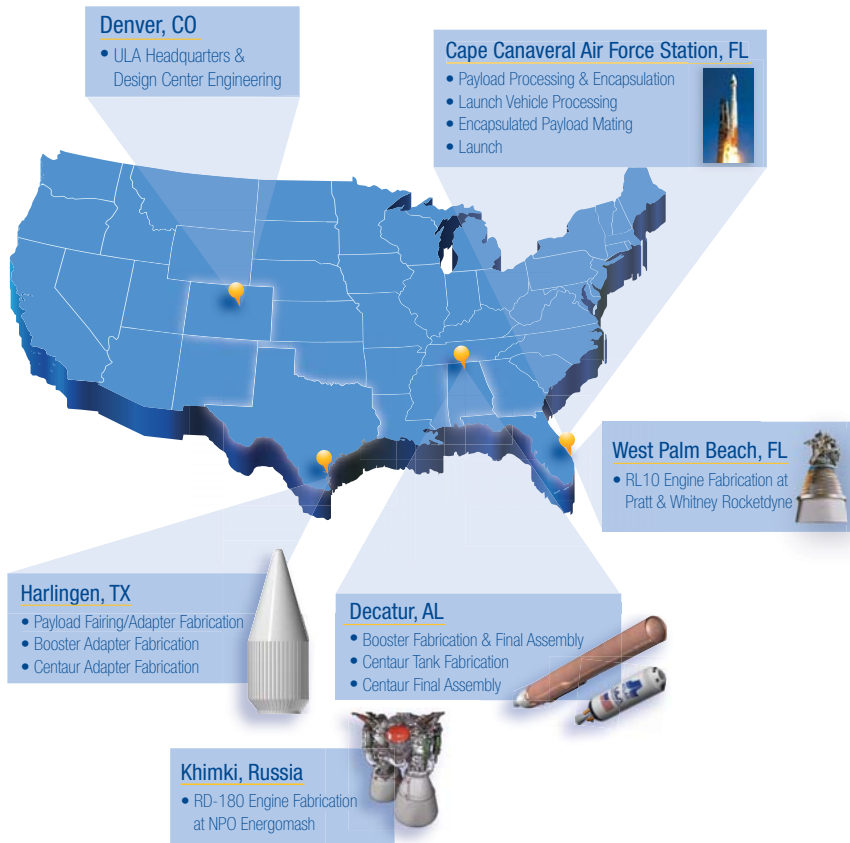 Denver, CO
• ULA Headquarters &
Design Center Engineering
Cape Canaveral Air Force Station, FL
• Payload Processing & Encapsulation
• Launch Vehicle Processing
• Encapsulated Payload Mating
• Launch
West Palm Beach, FL
• RL10 Engine Fabrication at
Pratt & Whitney Rocketdyne
Harlingen, TX
• Payload Fairing/Adapter Fabrication
• Booster Adapter Fabrication
• Centaur Adapter Fabrication
Decatur, AL
• Booster Fabrication & Final Assembly
• Centaur Tank Fabrication
• Centaur Final Assembly
Khimki, Russia
• RD-180 Engine Fabrication
at NPO Energomash